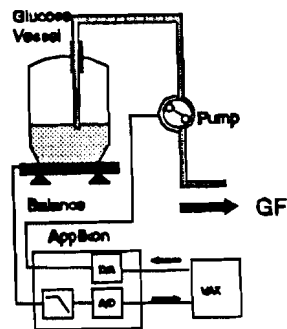 Glucose
Vessel
Pump
GF
Balance
Applikon
D/A
VAX
A/D